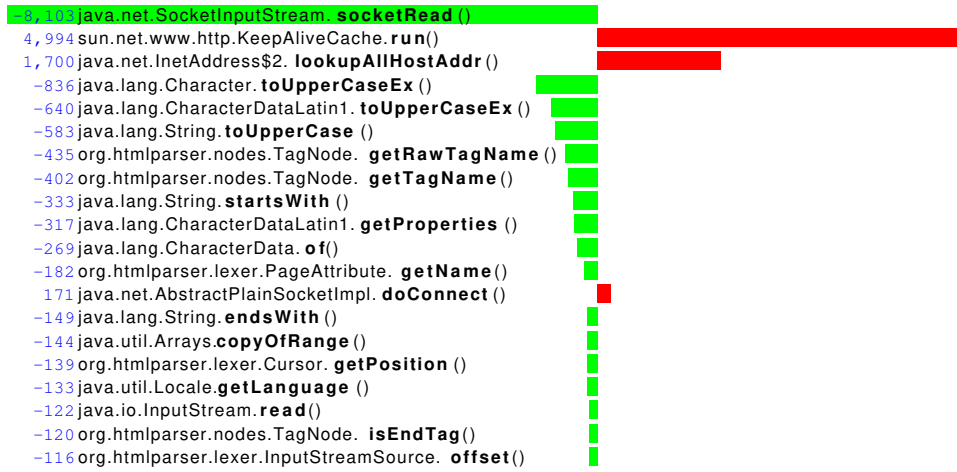 -8,103 java.net.SocketInputStream. socketRead ()
4,994 sun.net.www.http.KeepAliveCache. run()
1,700 java.net.InetAddress$2. lookupAllHostAddr ()
-836 java.lang.Character. toUpperCaseEx ()
-640 java.lang.CharacterDataLatin1. toUpperCaseEx ()
-583 java.lang.String. toUpperCase ()
-435 org.htmlparser.nodes.TagNode. getRawTagName ()
-402 org.htmlparser.nodes.TagNode. getTagName ()
-333 java.lang.String. startsWith ()
-317 java.lang.CharacterDataLatin1. getProperties ()
-269 java.lang.CharacterData. of()
-182 org.htmlparser.lexer.PageAttribute. getName()
171 java.net.AbstractPlainSocketImpl. doConnect ()
-149 java.lang.String. endsWith ()
-144 java.util.Arrays.copyOfRange ()
-139 org.htmlparser.lexer.Cursor. getPosition ()
-133 java.util.Locale.getLanguage ()
-122 java.io.InputStream. read()
-120 org.htmlparser.nodes.TagNode. isEndTag()
-116 org.htmlparser.lexer.InputStreamSource. offset()